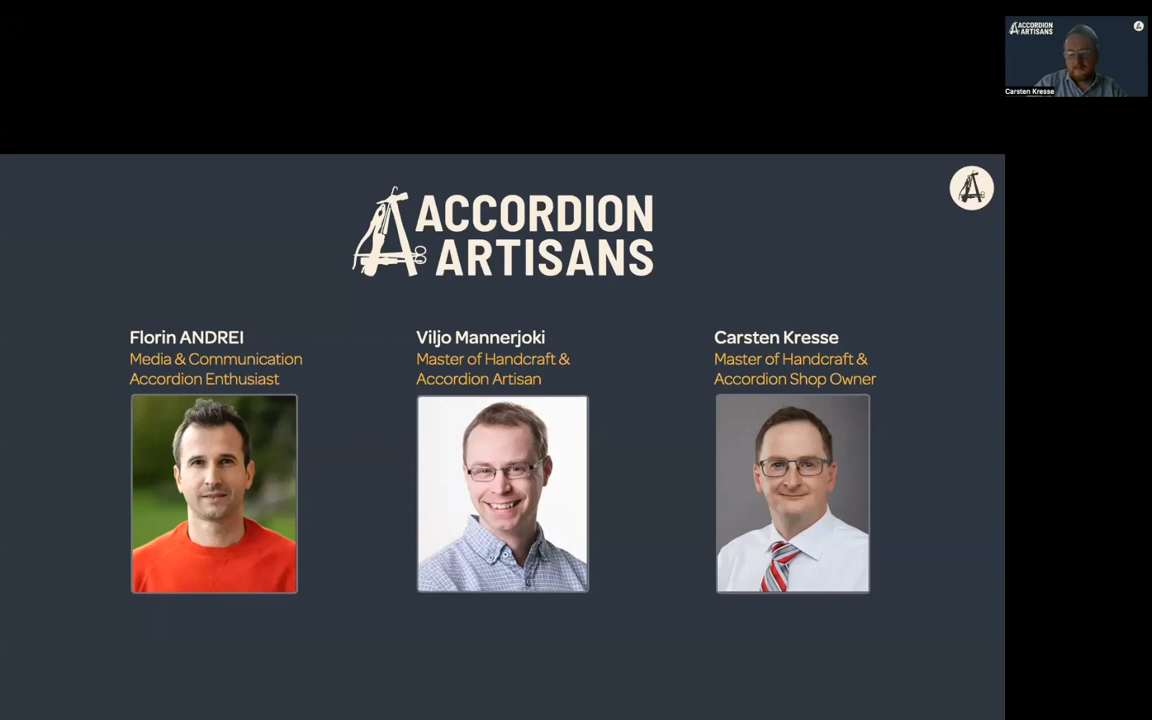 ACCORDION
ARTISANS
Carsten Kresse
ACCORDION
ARTISANS
Florin ANDREI
Media & Communication
Accordion Enthusiast
Viljo Mannerjoki
Master of Handcraft &
Accordion Artisan
Carsten Kresse
Master of Handcraft &
Accordion Shop Owner